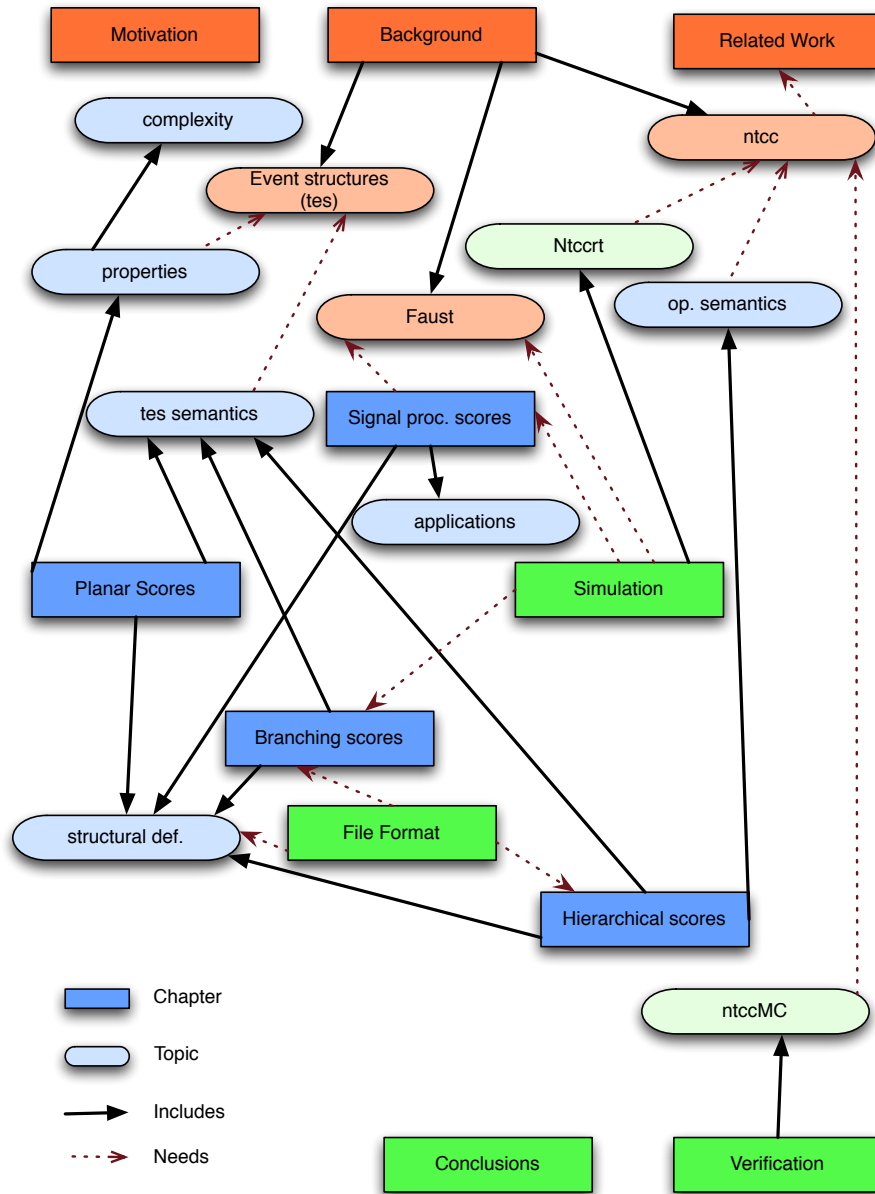 Motivation
Background
Related Work
complexity
ntcc
Event structures
(tes)
Ntccrt
properties
op. semantics
Faust
tes semantics
Signal proc. scores
applications
Planar Scores
Simulation
Branching scores
structural def.
File Format
Hierarchical scores
Chapter
ntccMC
Topic
Includes
Needs
Conclusions
Verification